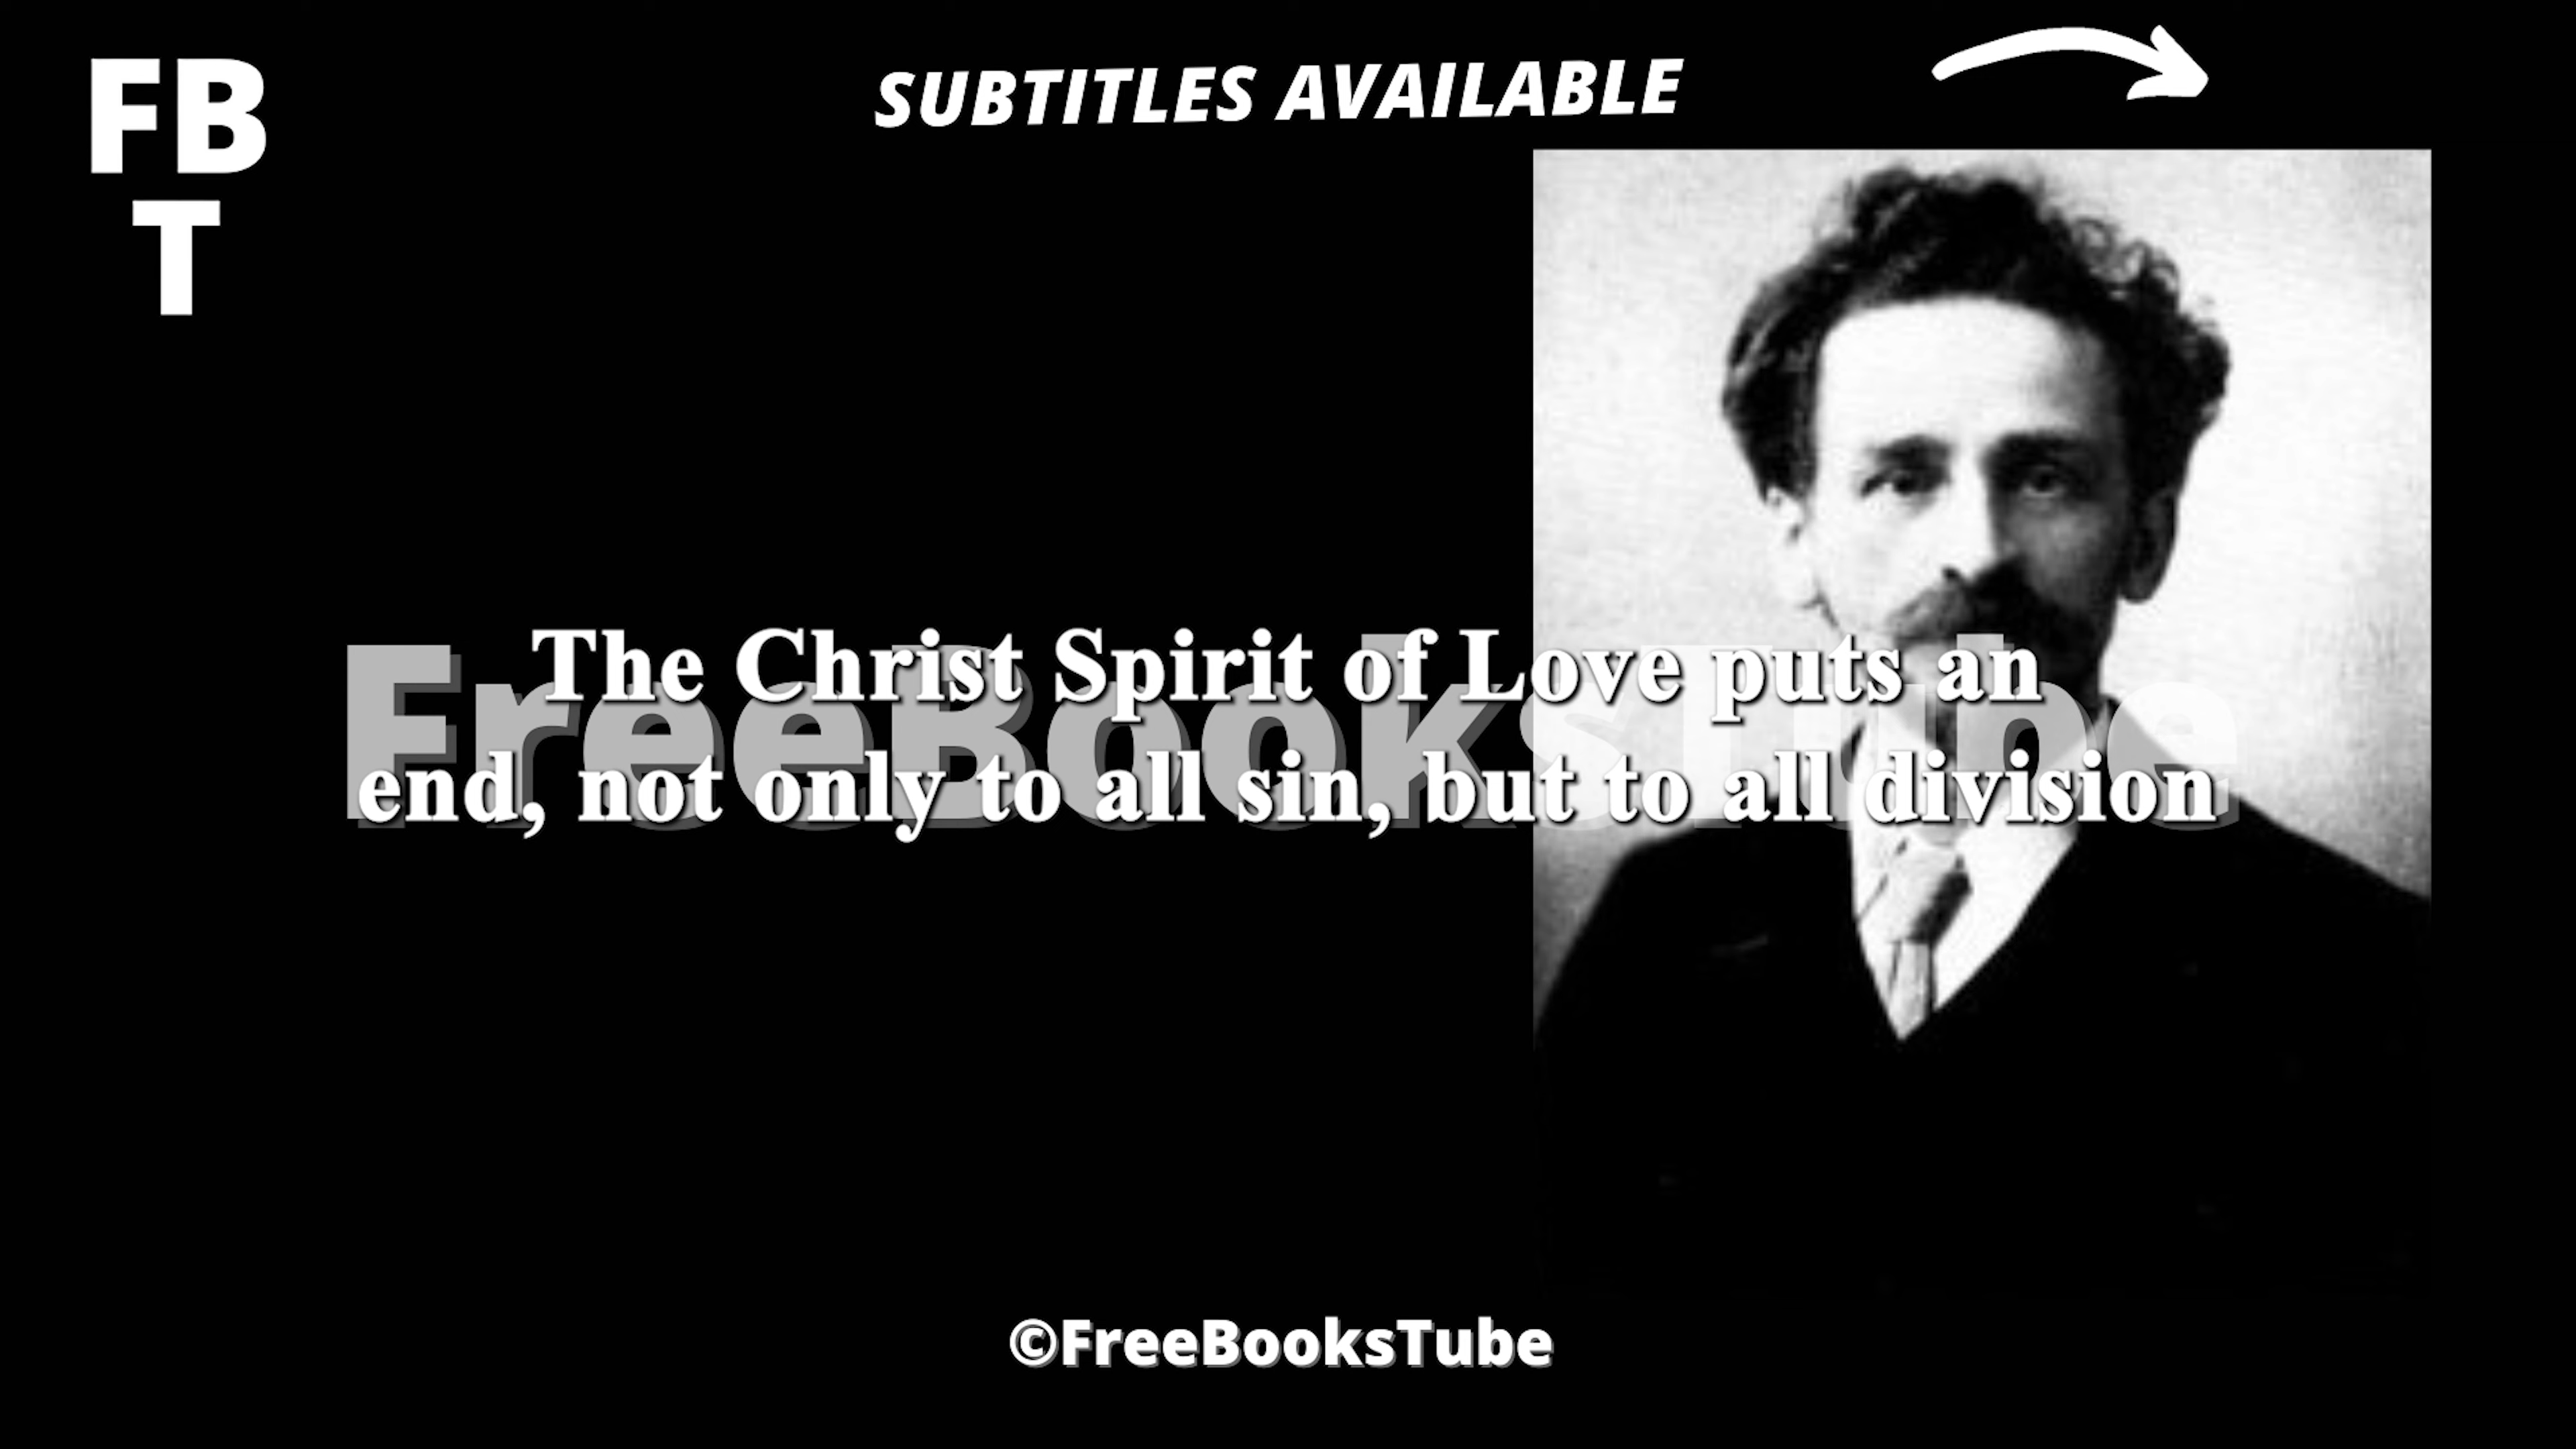 FB
T
SUBTITLES AVAILABLE
FreeBooksTube
The Christ Spirit of Love puts an
end, not only to all sin, but to all division
©FreeBooksTube